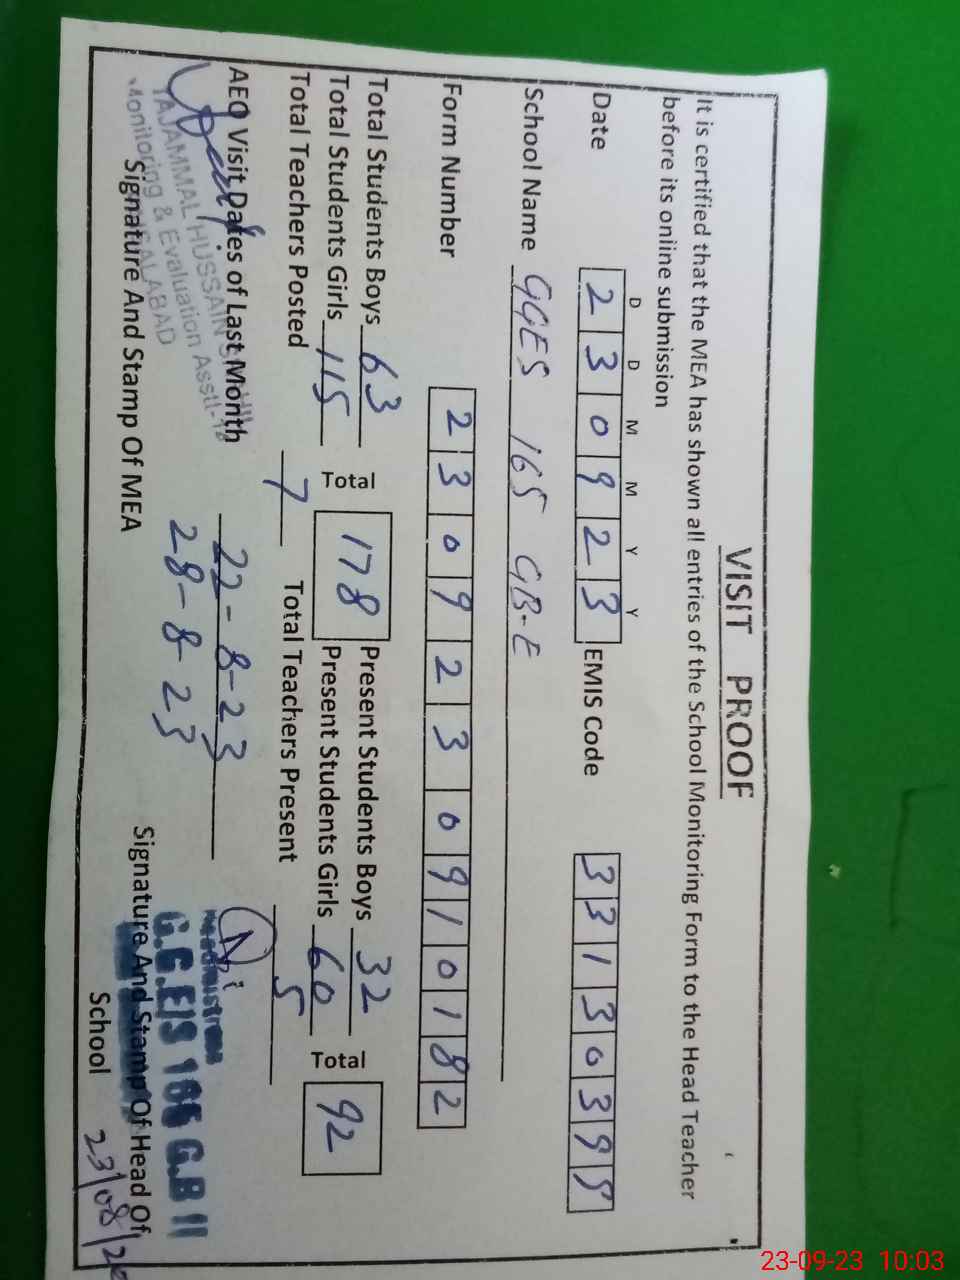 VISIT PROOF
It is certified that the MEA has shown all entries of the School Monitoring Form to the Head Teacher
before its online submission
D D M M Y Y
Date 2 3 0 9 2 3 EMIS Code 3 3 1 3 0 3 9 5
School Name GGES 165 GB-E
Form Number 2 3 0 9 2 3 0 9 1 0 1 8 2
Total Students Boys 63 Present Students Boys 32
Total 178 Total 92
Total Students Girls 115 Present Students Girls 60
Total Teachers Posted 7 Total Teachers Present 5
AEO Visit Dates of Last Month 22-8-23
28-8-23
TAJAMMAL HUSSAIN
Monitoring & Evaluation Asstt-18
Signature And Stamp Of MEA
Headmistress
G.G.E/S 165 G.B II
Signature And Stamp Of Head Of
School
23/08/2
23-09-23 10:03